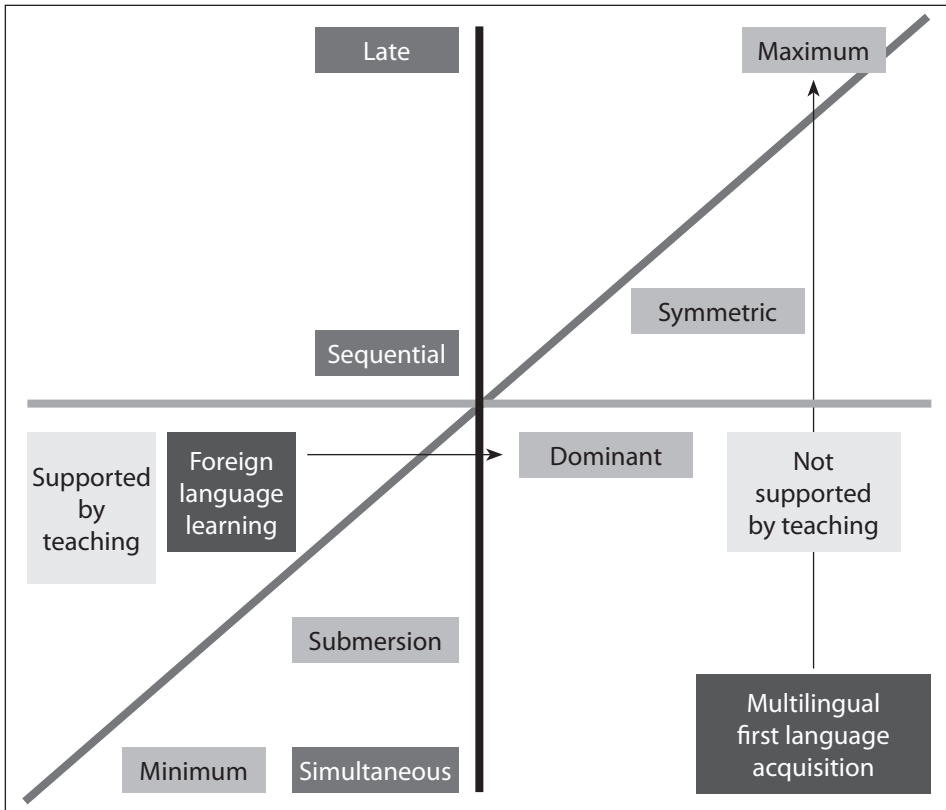 Late
Maximum
Symmetric
Sequential
Supported
by
teaching
Foreign
language
learning
Dominant
Not
supported
by teaching
Submersion
Minimum
Simultaneous
Multilingual
first language
acquisition